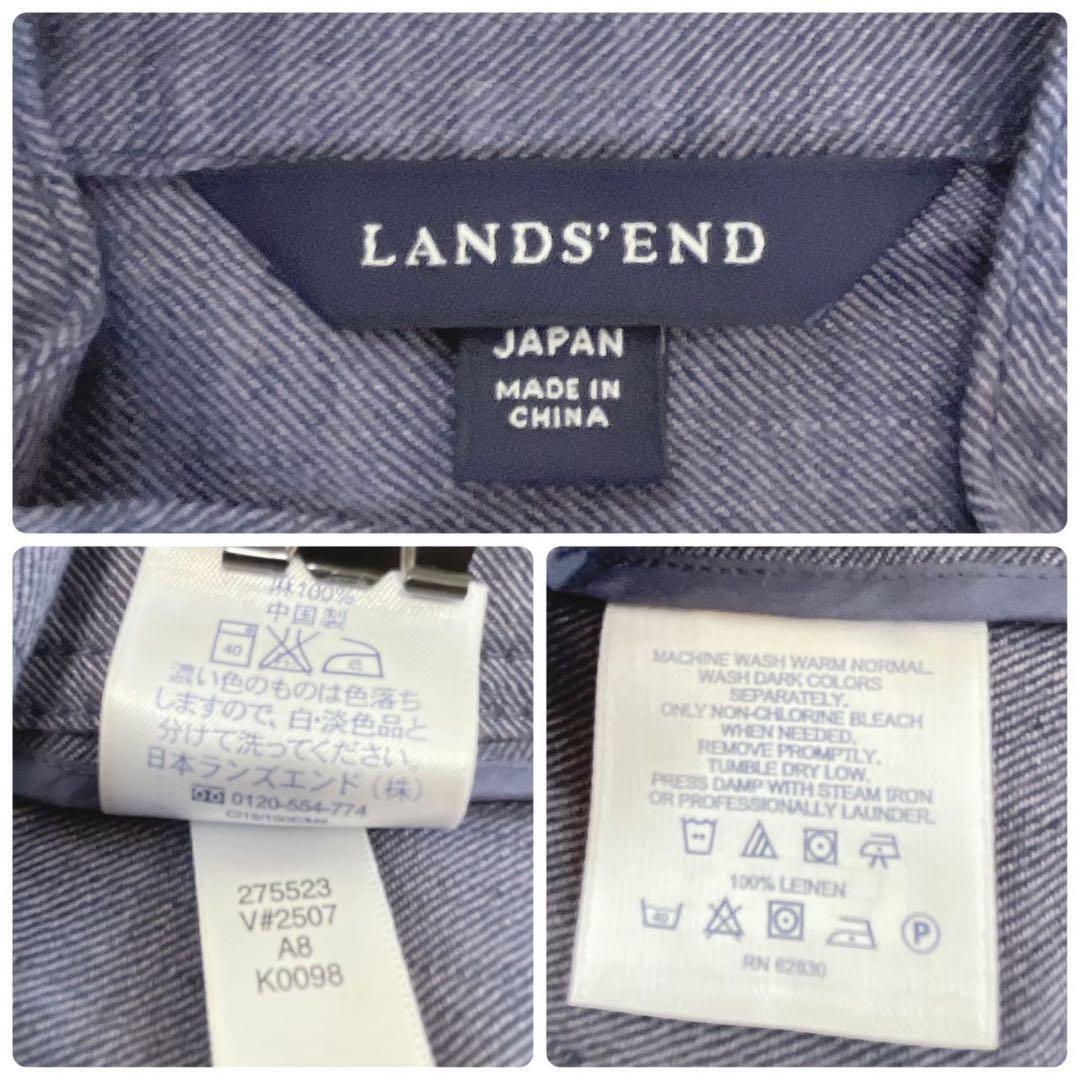 LANDS' END
JAPAN
MADE IN
CHINA
麻100%
中国製
40
濃い色のものは色落ち
しますので、白・淡色品と
分けて洗ってください。
日本ランズエンド(株)
0120-554-774
275523
V#2507
A8
K0098
MACHINE WASH WARM NORMAL.
WASH DARK COLORS
SEPARATELY.
ONLY NON-CHLORINE BLEACH
WHEN NEEDED.
REMOVE PROMPTLY.
TUMBLE DRY LOW.
PRESS DAMP WITH STEAM IRON
OR PROFESSIONALLY LAUNDER.
100% LEINEN
40 P
RN 62830